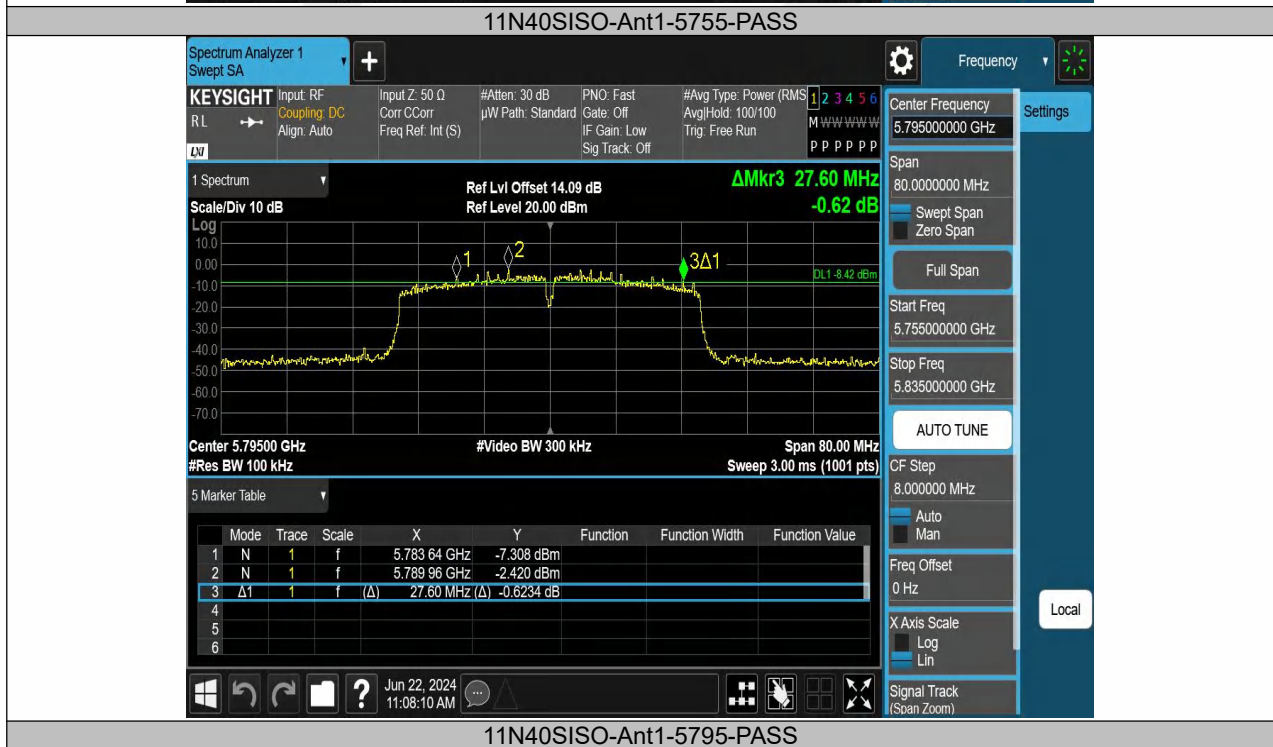 11N40SISO-Ant1-5755-PASS
Spectrum Analyzer 1
Swept SA
+
Frequency
KEYSIGHT
RL
LXI
Input: RF
Coupling: DC
Align: Auto
Input Z: 50 Ω
Corr CCorr
Freq Ref: Int (S)
#Atten: 30 dB
µW Path: Standard
PNO: Fast
Gate: Off
IF Gain: Low
Sig Track: Off
#Avg Type: Power (RMS
Avg|Hold: 100/100
Trig: Free Run
1 2 3 4 5 6
M W W W W W
P P P P P P
Center Frequency
5.795000000 GHz
Settings
Span
80.0000000 MHz
Swept Span
Zero Span
Full Span
Start Freq
5.755000000 GHz
Stop Freq
5.835000000 GHz
AUTO TUNE
CF Step
8.000000 MHz
Auto
Man
Freq Offset
0 Hz
X Axis Scale
Log
Lin
Signal Track
(Span Zoom)
Local
1 Spectrum
Scale/Div 10 dB
Ref Lvl Offset 14.09 dB
Ref Level 20.00 dBm
ΔMkr3 27.60 MHz
-0.62 dB
Log
10.0
0.00
-10.0
-20.0
-30.0
-40.0
-50.0
-60.0
-70.0
1
2
3Δ1
DL1 -8.42 dBm
Center 5.79500 GHz
#Video BW 300 kHz
Span 80.00 MHz
#Res BW 100 kHz
Sweep 3.00 ms (1001 pts)
5 Marker Table
Mode Trace Scale X Y Function Function Width Function Value
1 N 1 f 5.783 64 GHz -7.308 dBm
2 N 1 f 5.789 96 GHz -2.420 dBm
3 Δ1 1 f (Δ) 27.60 MHz (Δ) -0.6234 dB
4
5
6
?
Jun 22, 2024
11:08:10 AM
11N40SISO-Ant1-5795-PASS